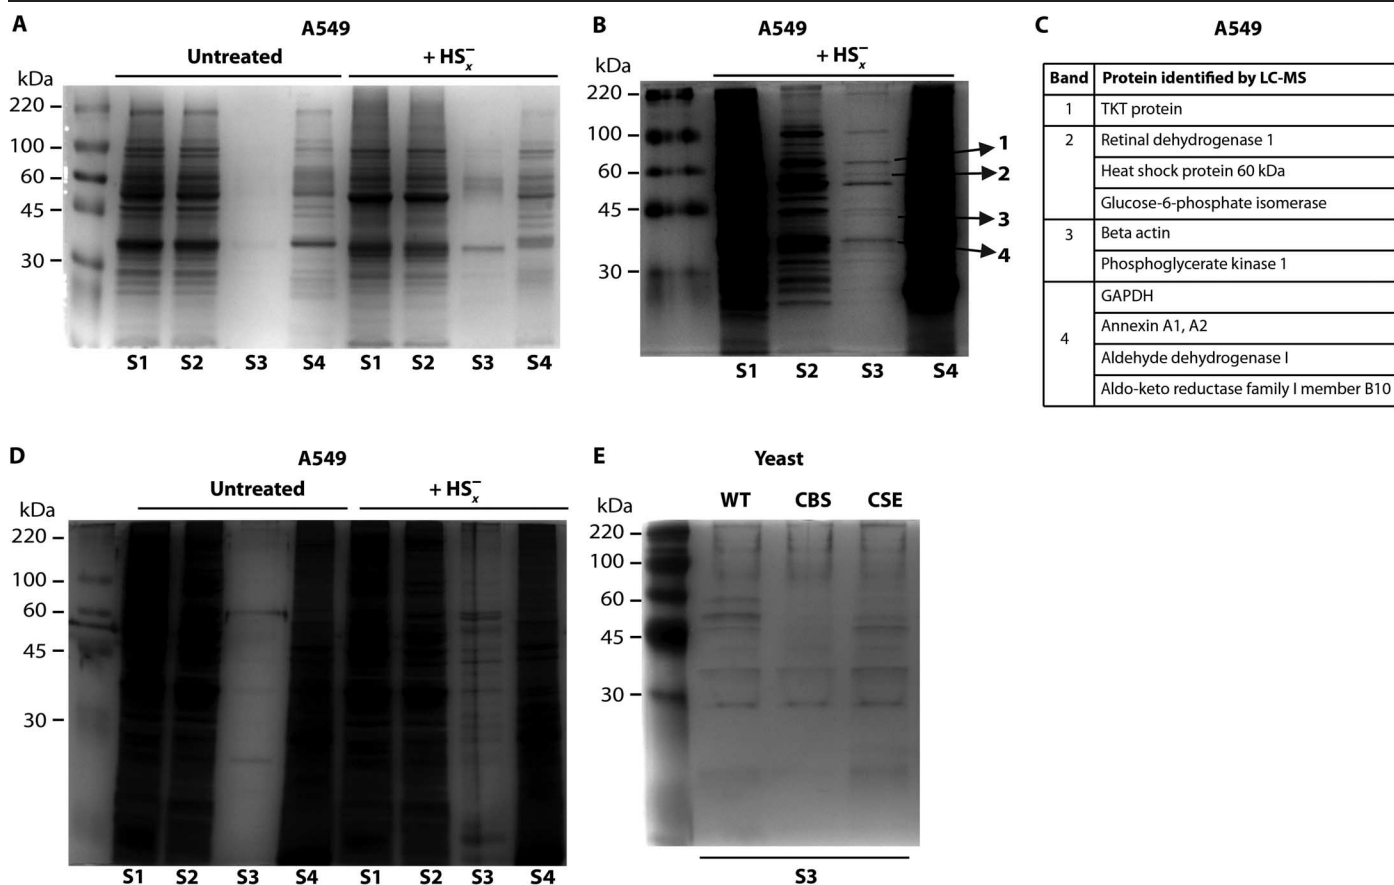 A
A549
Untreated
+ HSₓ⁻
kDa
220
100
60
45
30
S1 S2 S3 S4 S1 S2 S3 S4
B
A549
+ HSₓ⁻
kDa
220
100
60
45
30
1
2
3
4
S1 S2 S3 S4
C
A549
Band Protein identified by LC-MS
1 TKT protein
2 Retinal dehydrogenase 1
Heat shock protein 60 kDa
Glucose-6-phosphate isomerase
3 Beta actin
Phosphoglycerate kinase 1
4 GAPDH
Annexin A1, A2
Aldehyde dehydrogenase I
Aldo-keto reductase family I member B10
D
A549
Untreated
+ HSₓ⁻
kDa
220
100
60
45
30
S1 S2 S3 S4 S1 S2 S3 S4
E
Yeast
WT CBS CSE
kDa
220
100
60
45
30
S3